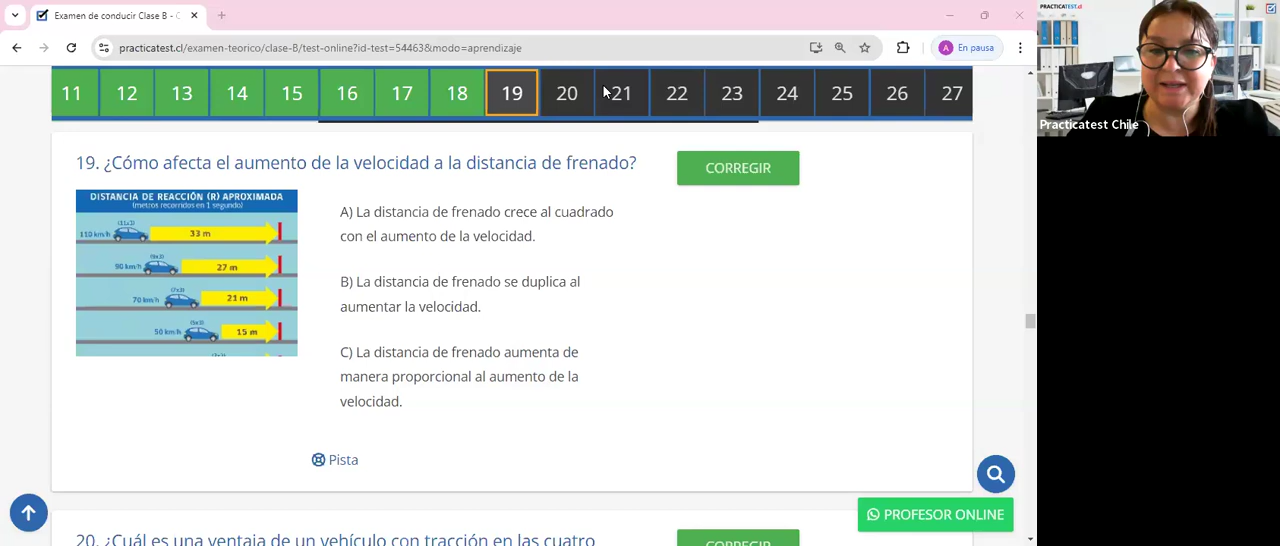 Examen de conducir Clase B - C
practicatest.cl/examen-teorico/clase-B/test-online?id-test=54463&modo=aprendizaje
A
En pausa
PRACTICATEST.cl
Practicatest Chile
11 12 13 14 15 16 17 18 19 20 21 22 23 24 25 26 27
19. ¿Cómo afecta el aumento de la velocidad a la distancia de frenado?
CORREGIR
DISTANCIA DE REACCIÓN (R) APROXIMADA
(metros recorridos en 1 segundo)
(11x3)
110 km/h
33 m
(9x3)
90 km/h
27 m
(7x3)
70 km/h
21 m
(5x3)
50 km/h
15 m
A) La distancia de frenado crece al cuadrado
con el aumento de la velocidad.
B) La distancia de frenado se duplica al
aumentar la velocidad.
C) La distancia de frenado aumenta de
manera proporcional al aumento de la
velocidad.
Pista
PROFESOR ONLINE
20. ¿Cuál es una ventaja de un vehículo con tracción en las cuatro
CORREGIR